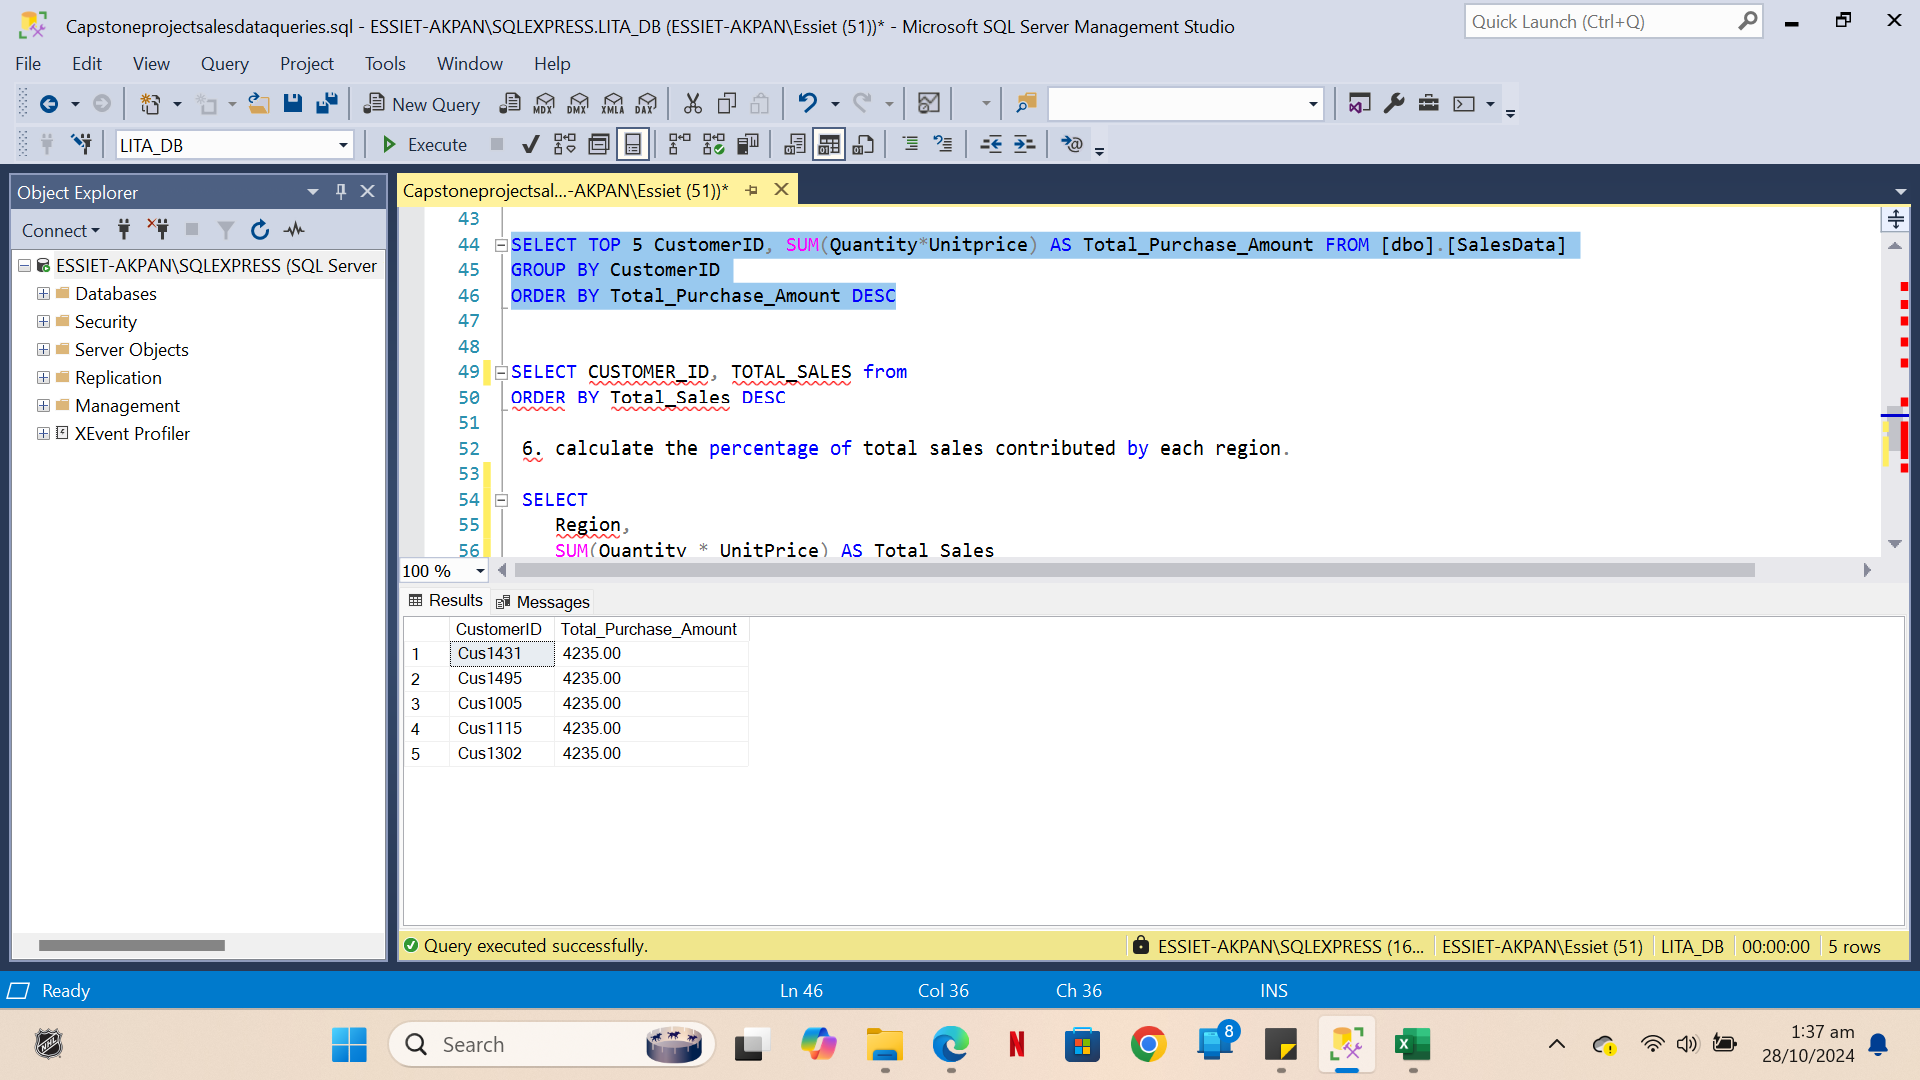 Capstoneprojectsalesdataqueries.sql - ESSIET-AKPAN\SQLEXPRESS.LITA_DB (ESSIET-AKPAN\Essiet (51))* - Microsoft SQL Server Management Studio
Quick Launch (Ctrl+Q)
File Edit View Query Project Tools Window Help
New Query MDX DMX XMLA DAX
LITA_DB Execute
Object Explorer
Capstoneprojectsal...-AKPAN\Essiet (51))*
Connect
ESSIET-AKPAN\SQLEXPRESS (SQL Server
Databases
Security
Server Objects
Replication
Management
XEvent Profiler
43
44 SELECT TOP 5 CustomerID, SUM(Quantity*Unitprice) AS Total_Purchase_Amount FROM [dbo].[SalesData]
45 GROUP BY CustomerID
46 ORDER BY Total_Purchase_Amount DESC
47
48
49 SELECT CUSTOMER_ID, TOTAL_SALES from
50 ORDER BY Total_Sales DESC
51
52 6. calculate the percentage of total sales contributed by each region.
53
54 SELECT
55 Region,
56 SUM(Quantity * UnitPrice) AS Total_Sales
100 %
Results Messages
CustomerID Total_Purchase_Amount
1 Cus1431 4235.00
2 Cus1495 4235.00
3 Cus1005 4235.00
4 Cus1115 4235.00
5 Cus1302 4235.00
Query executed successfully.
ESSIET-AKPAN\SQLEXPRESS (16... ESSIET-AKPAN\Essiet (51) LITA_DB 00:00:00 5 rows
Ready Ln 46 Col 36 Ch 36 INS
NHL
Search
N
8
X
1:37 am
28/10/2024